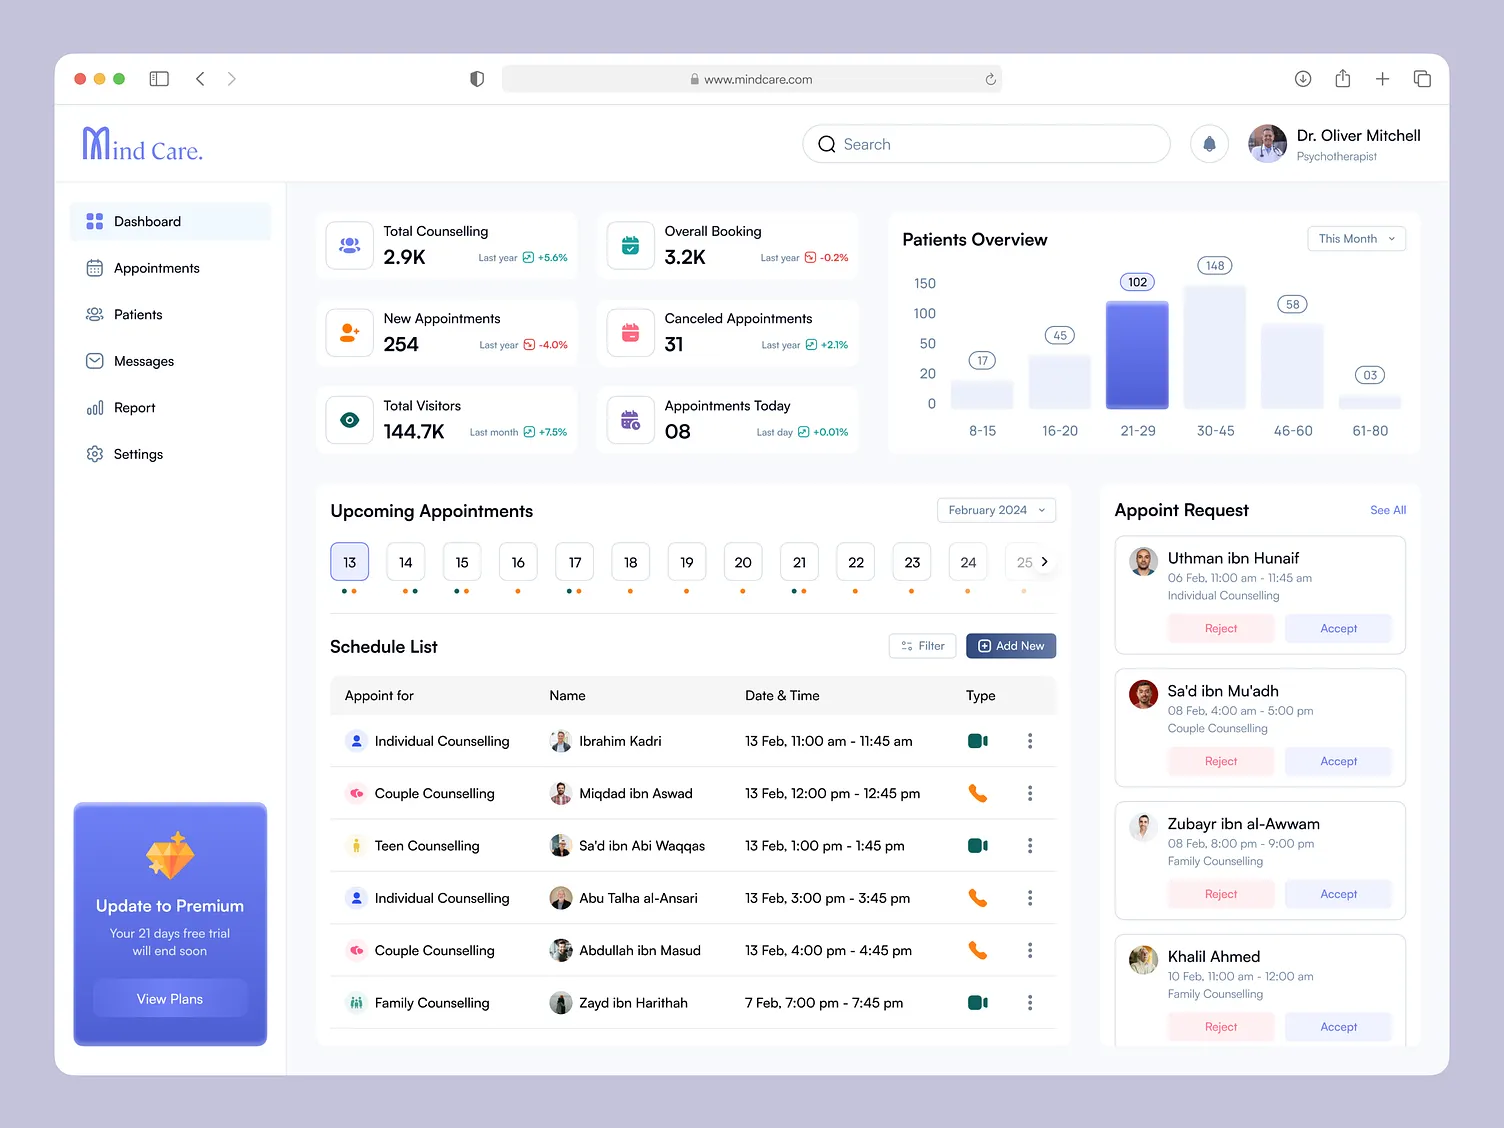 www.mindcare.com
Mind Care.
Search
Dr. Oliver Mitchell
Psychotherapist
Dashboard
Appointments
Patients
Messages
Report
Settings
Update to Premium
Your 21 days free trial
will end soon
View Plans
Total Counselling
2.9K Last year +5.6%
Overall Booking
3.2K Last year -0.2%
New Appointments
254 Last year -4.0%
Canceled Appointments
31 Last year +2.1%
Total Visitors
144.7K Last month +7.5%
Appointments Today
08 Last day +0.01%
Patients Overview This Month
150
100
50
20
0
17 45 102 148 58 03
8-15 16-20 21-29 30-45 46-60 61-80
Upcoming Appointments February 2024
13 14 15 16 17 18 19 20 21 22 23 24 25
Schedule List Filter Add New
Appoint for Name Date & Time Type
Individual Counselling Ibrahim Kadri 13 Feb, 11:00 am - 11:45 am
Couple Counselling Miqdad ibn Aswad 13 Feb, 12:00 pm - 12:45 pm
Teen Counselling Sa'd ibn Abi Waqqas 13 Feb, 1:00 pm - 1:45 pm
Individual Counselling Abu Talha al-Ansari 13 Feb, 3:00 pm - 3:45 pm
Couple Counselling Abdullah ibn Masud 13 Feb, 4:00 pm - 4:45 pm
Family Counselling Zayd ibn Harithah 7 Feb, 7:00 pm - 7:45 pm
Appoint Request See All
Uthman ibn Hunaif
06 Feb, 11:00 am - 11:45 am
Individual Counselling
Reject Accept
Sa'd ibn Mu'adh
08 Feb, 4:00 am - 5:00 pm
Couple Counselling
Reject Accept
Zubayr ibn al-Awwam
08 Feb, 8:00 pm - 9:00 pm
Family Counselling
Reject Accept
Khalil Ahmed
10 Feb, 11:00 am - 12:00 am
Family Counselling
Reject Accept